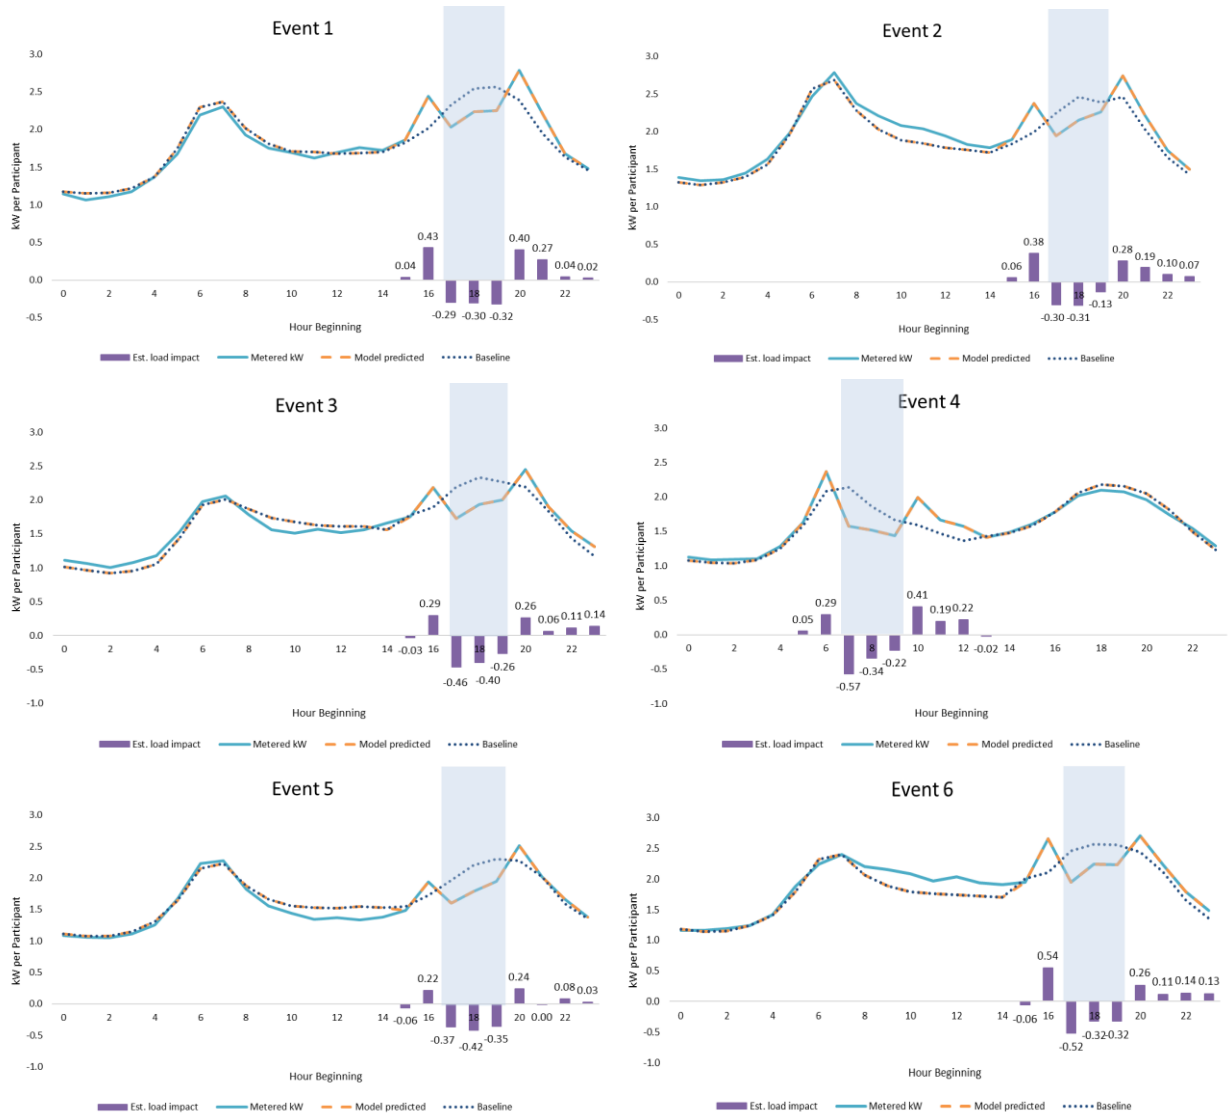 Event 1
kW per Participant
3.0
2.5
2.0
1.5
1.0
0.5
0.0
-0.5
0.04 0.43 -0.29 -0.30 -0.32 0.40 0.27 0.04 0.02
0 2 4 6 8 10 12 14 16 18 20 22
Hour Beginning
Est. load impact Metered kW Model predicted Baseline
Event 2
kW per Participant
3.0
2.5
2.0
1.5
1.0
0.5
0.0
-0.5
0.06 0.38 -0.30 -0.31 -0.13 0.28 0.19 0.10 0.07
0 2 4 6 8 10 12 14 16 18 20 22
Hour Beginning
Est. load impact Metered kW Model predicted Baseline
Event 3
kW per Participant
3.0
2.5
2.0
1.5
1.0
0.5
0.0
-0.5
-1.0
-0.03 0.29 -0.46 -0.40 -0.26 0.26 0.06 0.11 0.14
0 2 4 6 8 10 12 14 16 18 20 22
Hour Beginning
Est. load impact Metered kW Model predicted Baseline
Event 4
kW per Participant
3.0
2.5
2.0
1.5
1.0
0.5
0.0
-0.5
-1.0
0.05 0.29 -0.57 -0.34 -0.22 0.41 0.19 0.22 -0.02
0 2 4 6 8 10 12 14 16 18 20 22
Hour Beginning
Est. load impact Metered kW Model predicted Baseline
Event 5
kW per Participant
3.0
2.5
2.0
1.5
1.0
0.5
0.0
-0.5
-1.0
-0.06 0.22 -0.37 -0.42 -0.35 0.24 0.00 0.08 0.03
0 2 4 6 8 10 12 14 16 18 20 22
Hour Beginning
Est. load impact Metered kW Model predicted Baseline
Event 6
kW per Participant
3.0
2.5
2.0
1.5
1.0
0.5
0.0
-0.5
-1.0
-0.06 0.54 -0.52 -0.32 -0.32 0.26 0.11 0.14 0.13
0 2 4 6 8 10 12 14 16 18 20 22
Hour Beginning
Est. load impact Metered kW Model predicted Baseline